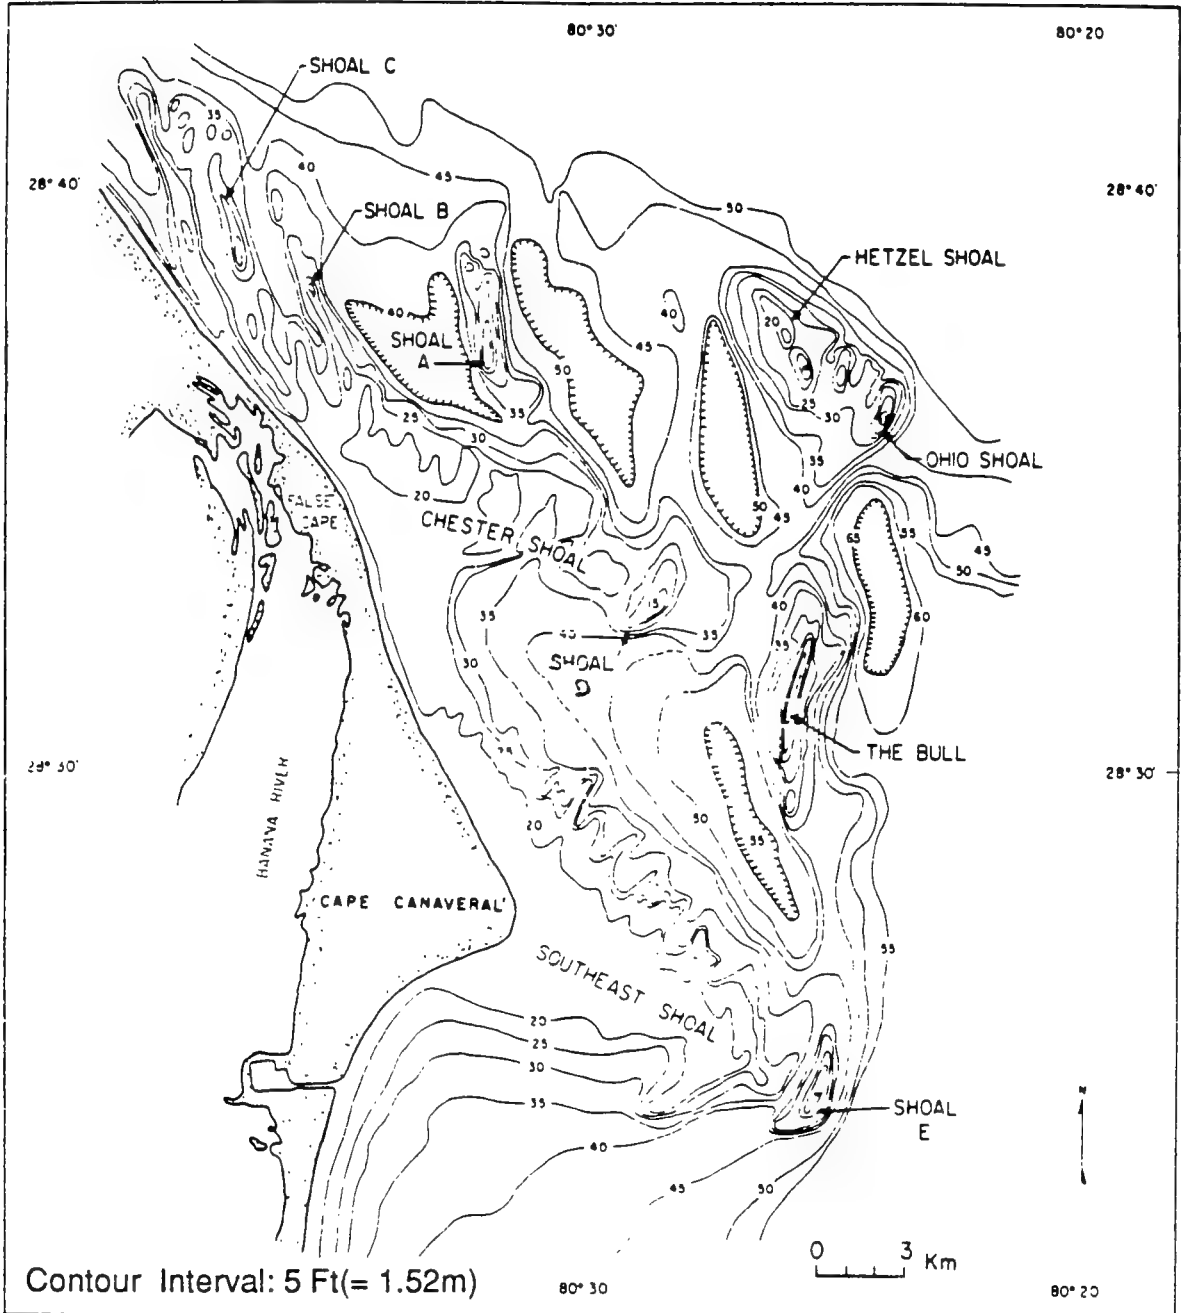 80° 30'
80° 20
SHOAL C
35
40
45
28° 40'
28° 40'
SHOAL B
50
HETZEL SHOAL
40
40
20
SHOAL
A
45
50
35
25
30
25
30
35
OHIO SHOAL
20
40
50
45
FALSE
CAPE
CHESTER SHOAL
65
55
45
50
15
40
35
40
35
35
60
30
SHOAL
D
THE BULL
25
28° 30'
20
50
55
BANANA RIVER
CAPE CANAVERAL
55
SOUTHEAST SHOAL
20
25
30
35
SHOAL
E
N
40
45
50
0 3 Km
Contour Interval: 5 Ft(= 1.52m)
80° 30
80° 20